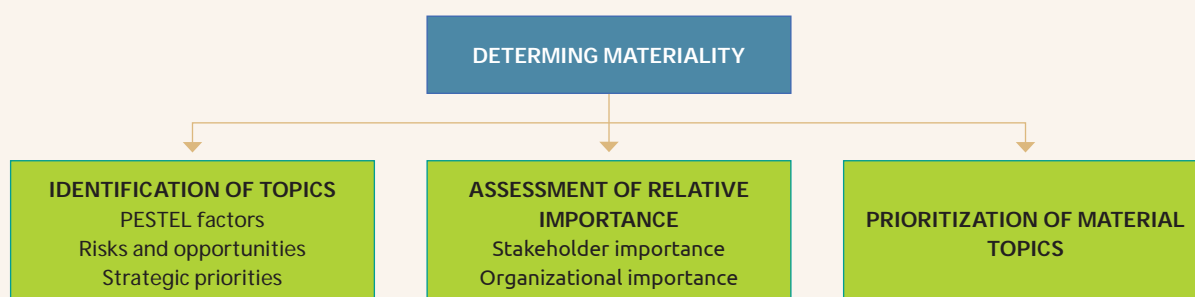 DETERMING MATERIALITY
IDENTIFICATION OF TOPICS
PESTEL factors
Risks and opportunities
Strategic priorities
ASSESSMENT OF RELATIVE
IMPORTANCE
Stakeholder importance
Organizational importance
PRIORITIZATION OF MATERIAL
TOPICS